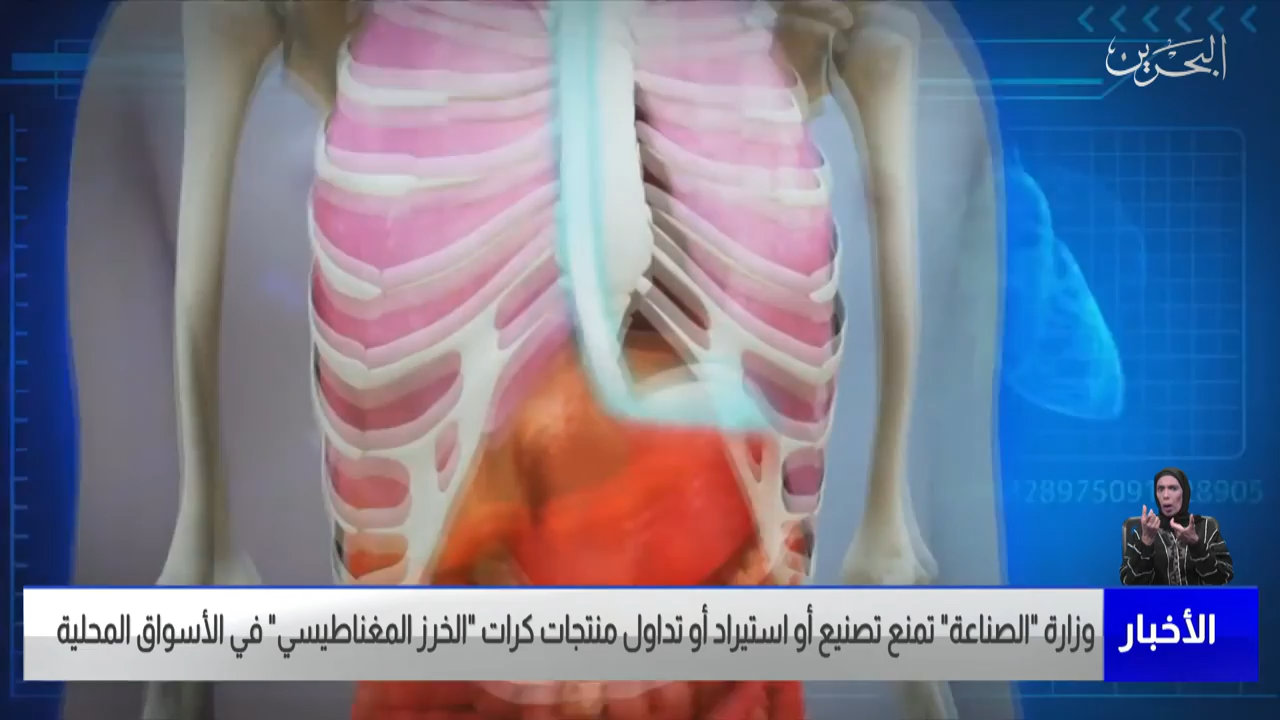 البحرين
الأخبار
وزارة "الصناعة" تمنع تصنيع أو استيراد أو تداول منتجات كرات "الخرز المغناطيسي" في الأسواق المحلية